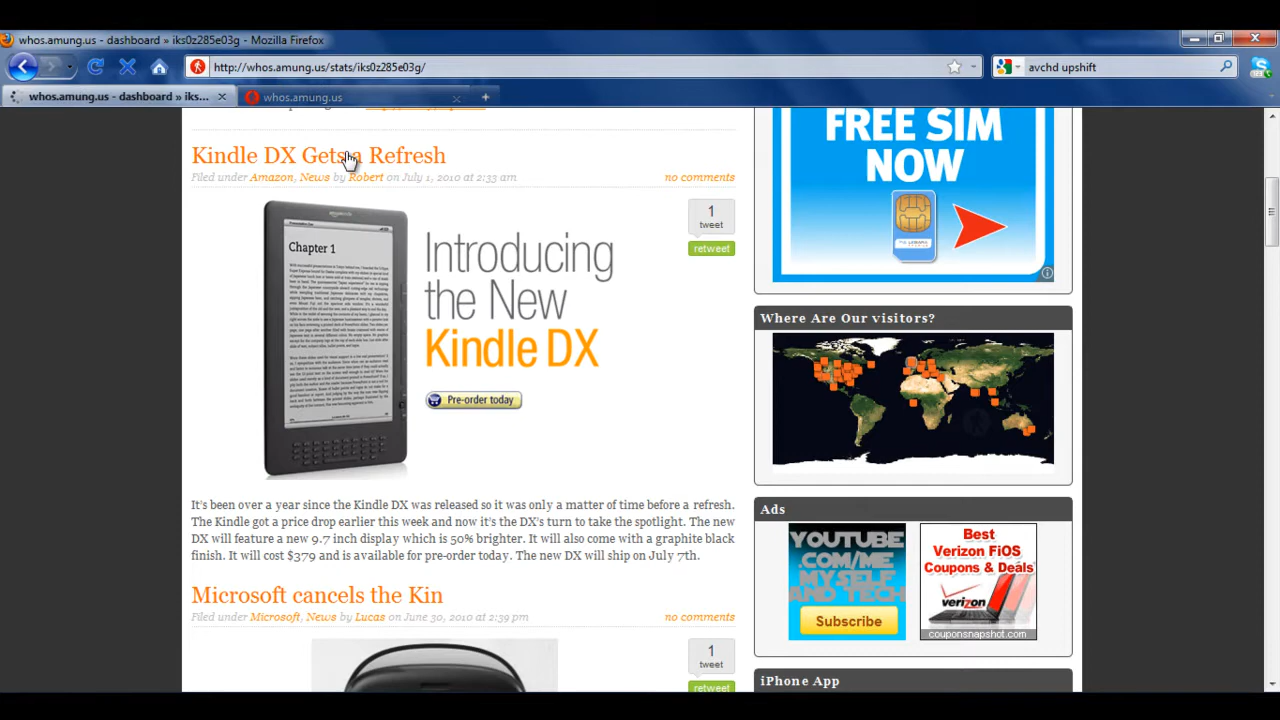 whos.amung.us - dashboard » iks0z285e03g - Mozilla Firefox
http://whos.amung.us/stats/iks0z285e03g/
avchd upshift
whos.amung.us - dashboard » iks...
whos.amung.us
Kindle DX Gets a Refresh
Filed under Amazon, News by Robert on July 1, 2010 at 2:33 am
no comments
1
tweet
retweet
Chapter 1
Introducing
the New
Kindle DX
Pre-order today
It's been over a year since the Kindle DX was released so it was only a matter of time before a refresh.
The Kindle got a price drop earlier this week and now it's the DX's turn to take the spotlight. The new
DX will feature a new 9.7 inch display which is 50% brighter. It will also come with a graphite black
finish. It will cost $379 and is available for pre-order today. The new DX will ship on July 7th.
Microsoft cancels the Kin
Filed under Microsoft, News by Lucas on June 30, 2010 at 2:39 pm
no comments
1
tweet
retweet
FREE SIM
NOW
Where Are Our visitors?
Ads
YOUTUBE
.COM/ME
MYSELF
AND TECH
Subscribe
Best
Verizon FiOS
Coupons & Deals
verizon
couponsnapshot.com
iPhone App